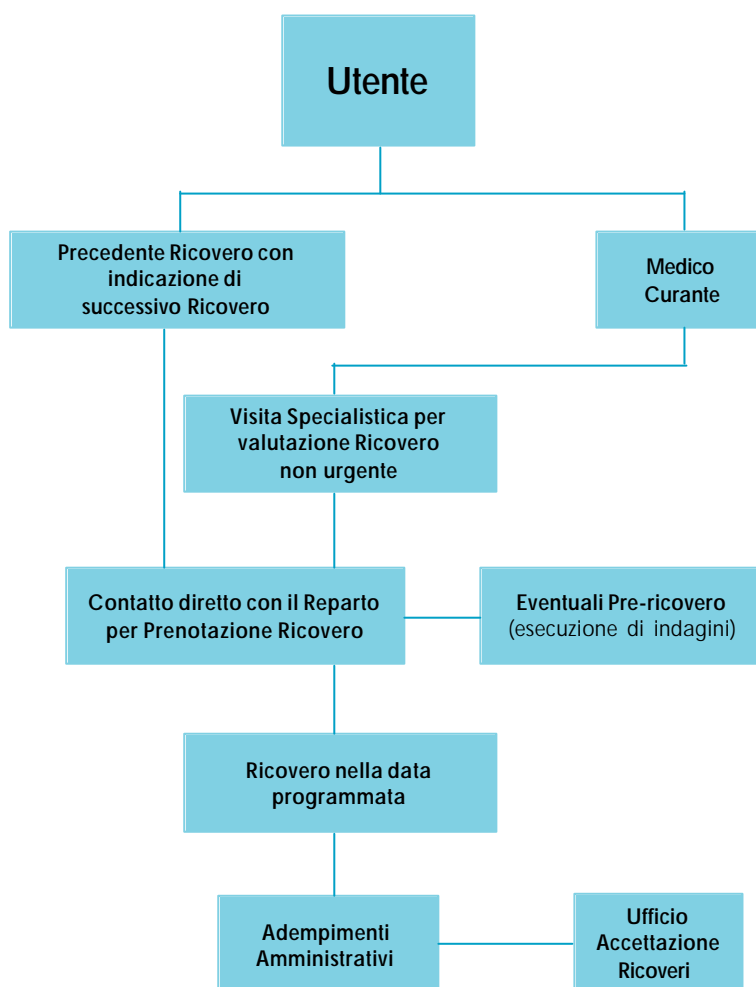 Utente
Precedente Ricovero con
indicazione di
successivo Ricovero
Medico
Curante
Visita Specialistica per
valutazione Ricovero
non urgente
Contatto diretto con il Reparto
per Prenotazione Ricovero
Eventuali Pre-ricovero
(esecuzione di indagini)
Ricovero nella data
programmata
Adempimenti
Amministrativi
Ufficio
Accettazione
Ricoveri